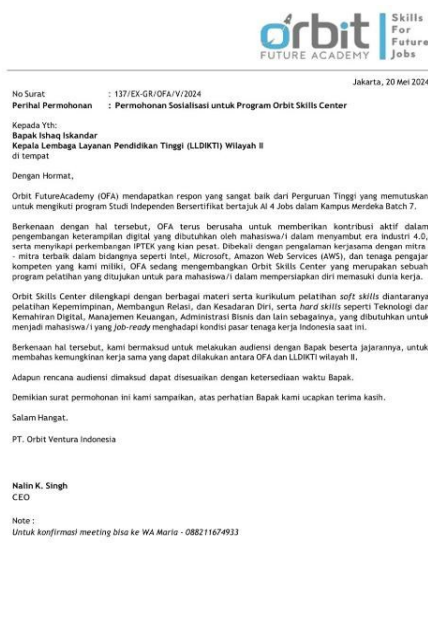 Orbit
FUTURE ACADEMY
Skills
For
Future
Jobs
Jakarta, 20 Mei 2024
No Surat : 137/EX-GR/OFA/V/2024
Perihal Permohonan : Permohonan Sosialisasi untuk Program Orbit Skills Center
Kepada Yth:
Bapak Ishaq Iskandar
Kepala Lembaga Layanan Pendidikan Tinggi (LLDIKTI) Wilayah II
di tempat
Dengan Hormat,
Orbit FutureAcademy (OFA) mendapatkan respon yang sangat baik dari Perguruan Tinggi yang memutuskan
untuk mengikuti program Studi Independen Bersertifikat bertajuk AI 4 Jobs dalam Kampus Merdeka Batch 7.
Berkenaan dengan hal tersebut, OFA terus berusaha untuk memberikan kontribusi aktif dalam
pengembangan keterampilan digital yang dibutuhkan oleh mahasiswa/i dalam menyambut era industri 4.0,
serta menyikapi perkembangan IPTEK yang kian pesat. Dibekali dengan pengalaman kerjasama dengan mitra
- mitra terbaik dalam bidangnya seperti Intel, Microsoft, Amazon Web Services (AWS), dan tenaga pengajar
kompeten yang kami miliki, OFA sedang mengembangkan Orbit Skills Center yang merupakan sebuah
program pelatihan yang ditujukan untuk para mahasiswa/i dalam mempersiapkan diri memasuki dunia kerja.
Orbit Skills Center dilengkapi dengan berbagai materi serta kurikulum pelatihan soft skills diantaranya
pelatihan Kepemimpinan, Membangun Relasi, dan Kesadaran Diri, serta hard skills seperti Teknologi dan
Kemahiran Digital, Manajemen Keuangan, Administrasi Bisnis dan lain sebagainya, yang dibutuhkan untuk
menjadi mahasiswa/i yang job-ready menghadapi kondisi pasar tenaga kerja Indonesia saat ini.
Berkenaan hal tersebut, kami bermaksud untuk melakukan audiensi dengan Bapak beserta jajarannya, untuk
membahas kemungkinan kerja sama yang dapat dilakukan antara OFA dan LLDIKTI wilayah II.
Adapun rencana audiensi dimaksud dapat disesuaikan dengan ketersediaan waktu Bapak.
Demikian surat permohonan ini kami sampaikan, atas perhatian Bapak kami ucapkan terima kasih.
Salam Hangat.
PT. Orbit Ventura Indonesia
Nalin K. Singh
CEO
Note :
Untuk konfirmasi meeting bisa ke WA Maria - 088211674933